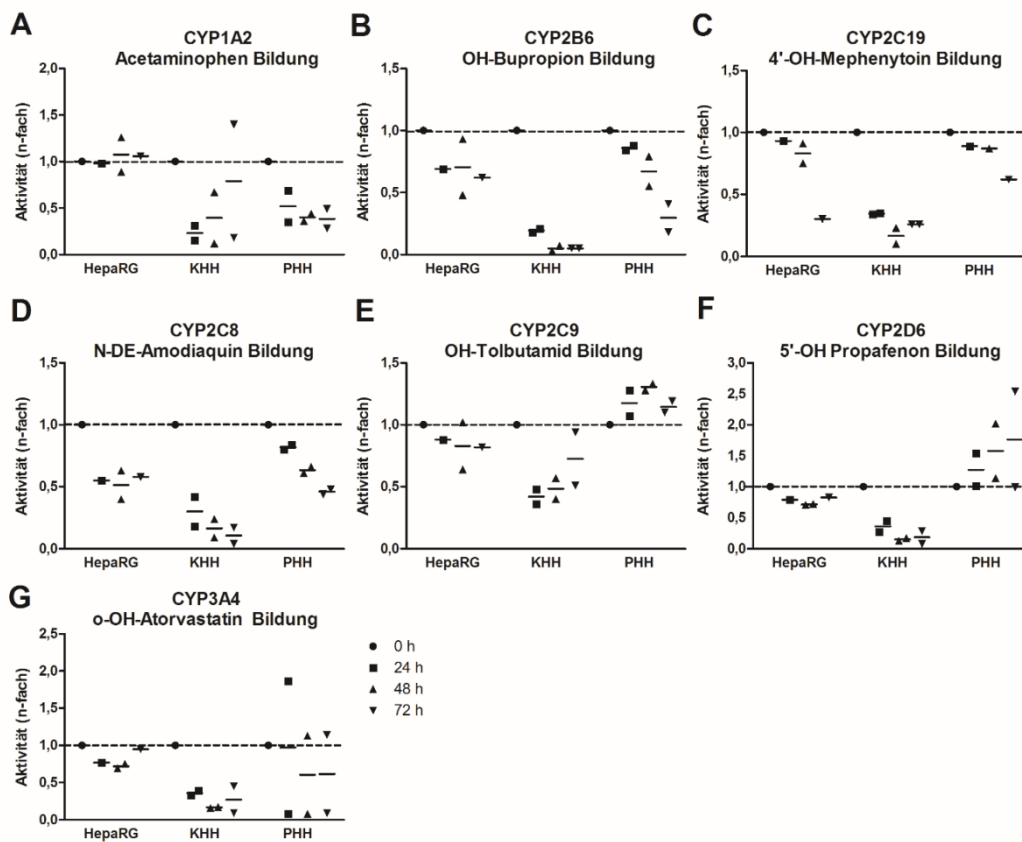 A
CYP1A2
Acetaminophen Bildung
Aktivität (n-fach)
2,0
1,5
1,0
0,5
0,0
HepaRG KHH PHH
B
CYP2B6
OH-Bupropion Bildung
Aktivität (n-fach)
1,5
1,0
0,5
0,0
HepaRG KHH PHH
C
CYP2C19
4'-OH-Mephenytoin Bildung
Aktivität (n-fach)
1,5
1,0
0,5
0,0
HepaRG KHH PHH
D
CYP2C8
N-DE-Amodiaquin Bildung
Aktivität (n-fach)
1,5
1,0
0,5
0,0
HepaRG KHH PHH
E
CYP2C9
OH-Tolbutamid Bildung
Aktivität (n-fach)
1,5
1,0
0,5
0,0
HepaRG KHH PHH
F
CYP2D6
5'-OH Propafenon Bildung
Aktivität (n-fach)
3,0
2,5
2,0
1,5
1,0
0,5
0,0
HepaRG KHH PHH
G
CYP3A4
o-OH-Atorvastatin Bildung
Aktivität (n-fach)
2,5
2,0
1,5
1,0
0,5
0,0
HepaRG KHH PHH
0 h
24 h
48 h
72 h